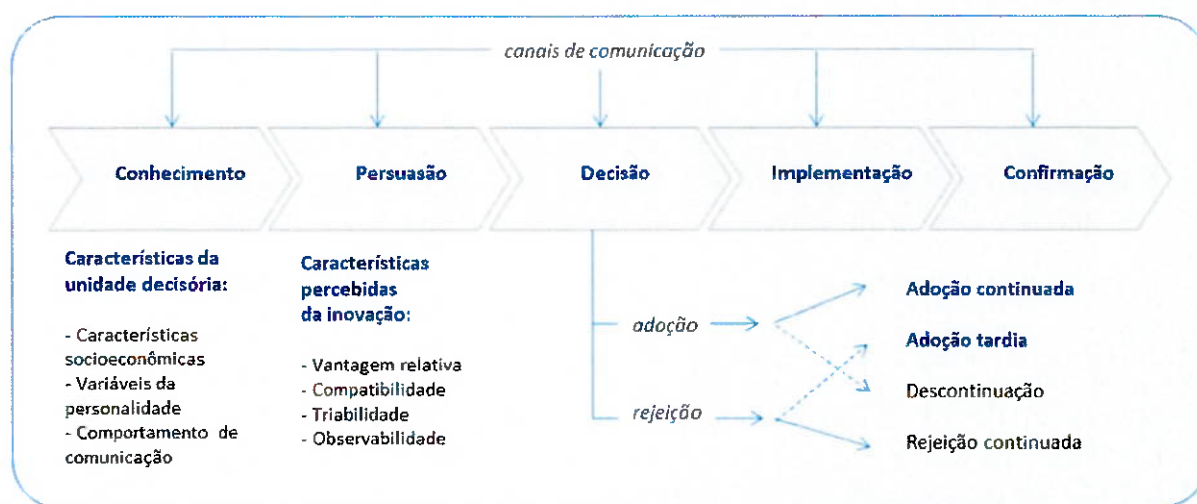 canais de comunicação
Conhecimento
Persuasão
Decisão
Implementação
Confirmação
Características da
unidade decisória:
- Características
socioeconômicas
- Variáveis da
personalidade
- Comportamento de
comunicação
Características
percebidas
da inovação:
- Vantagem relativa
- Compatibilidade
- Triabilidade
- Observabilidade
adoção
rejeição
Adoção continuada
Adoção tardia
Descontinuação
Rejeição continuada